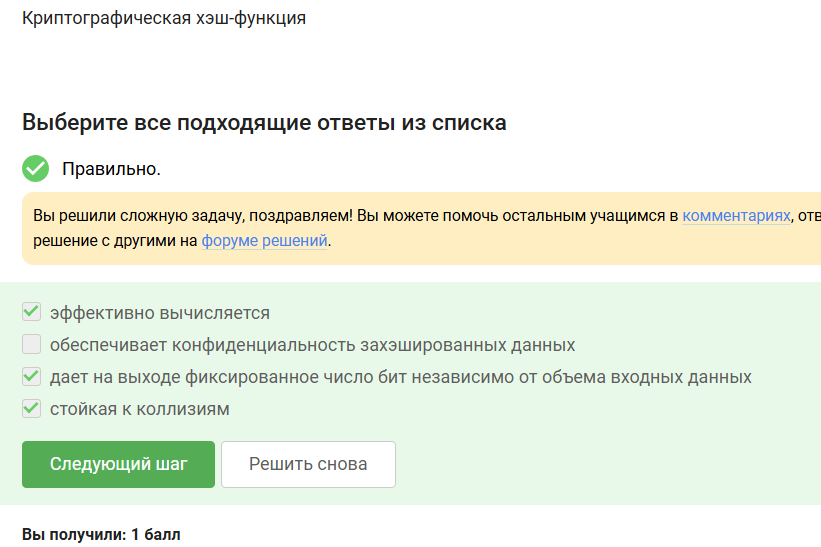 Криптографическая хэш-функция
Выберите все подходящие ответы из списка
Правильно.
Вы решили сложную задачу, поздравляем! Вы можете помочь остальным учащимся в комментариях, отв
решение с другими на форуме решений.
эффективно вычисляется
обеспечивает конфиденциальность захэшированных данных
дает на выходе фиксированное число бит независимо от объема входных данных
стойкая к коллизиям
Следующий шаг Решить снова
Вы получили: 1 балл